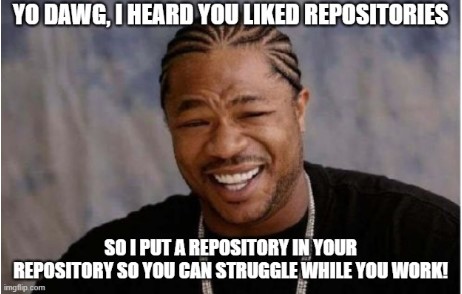 YO DAWG, I HEARD YOU LIKED REPOSITORIES
SO I PUT A REPOSITORY IN YOUR
REPOSITORY SO YOU CAN STRUGGLE WHILE YOU WORK!
imgflip.com